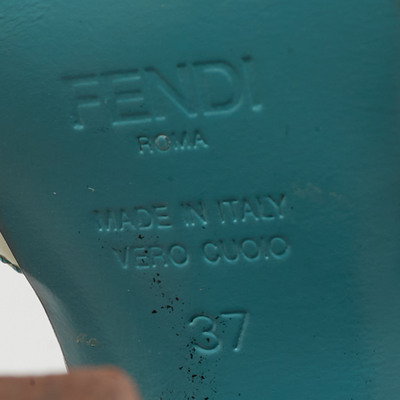 FENDI
ROMA
MADE IN ITALY
VERO CUOIO
37